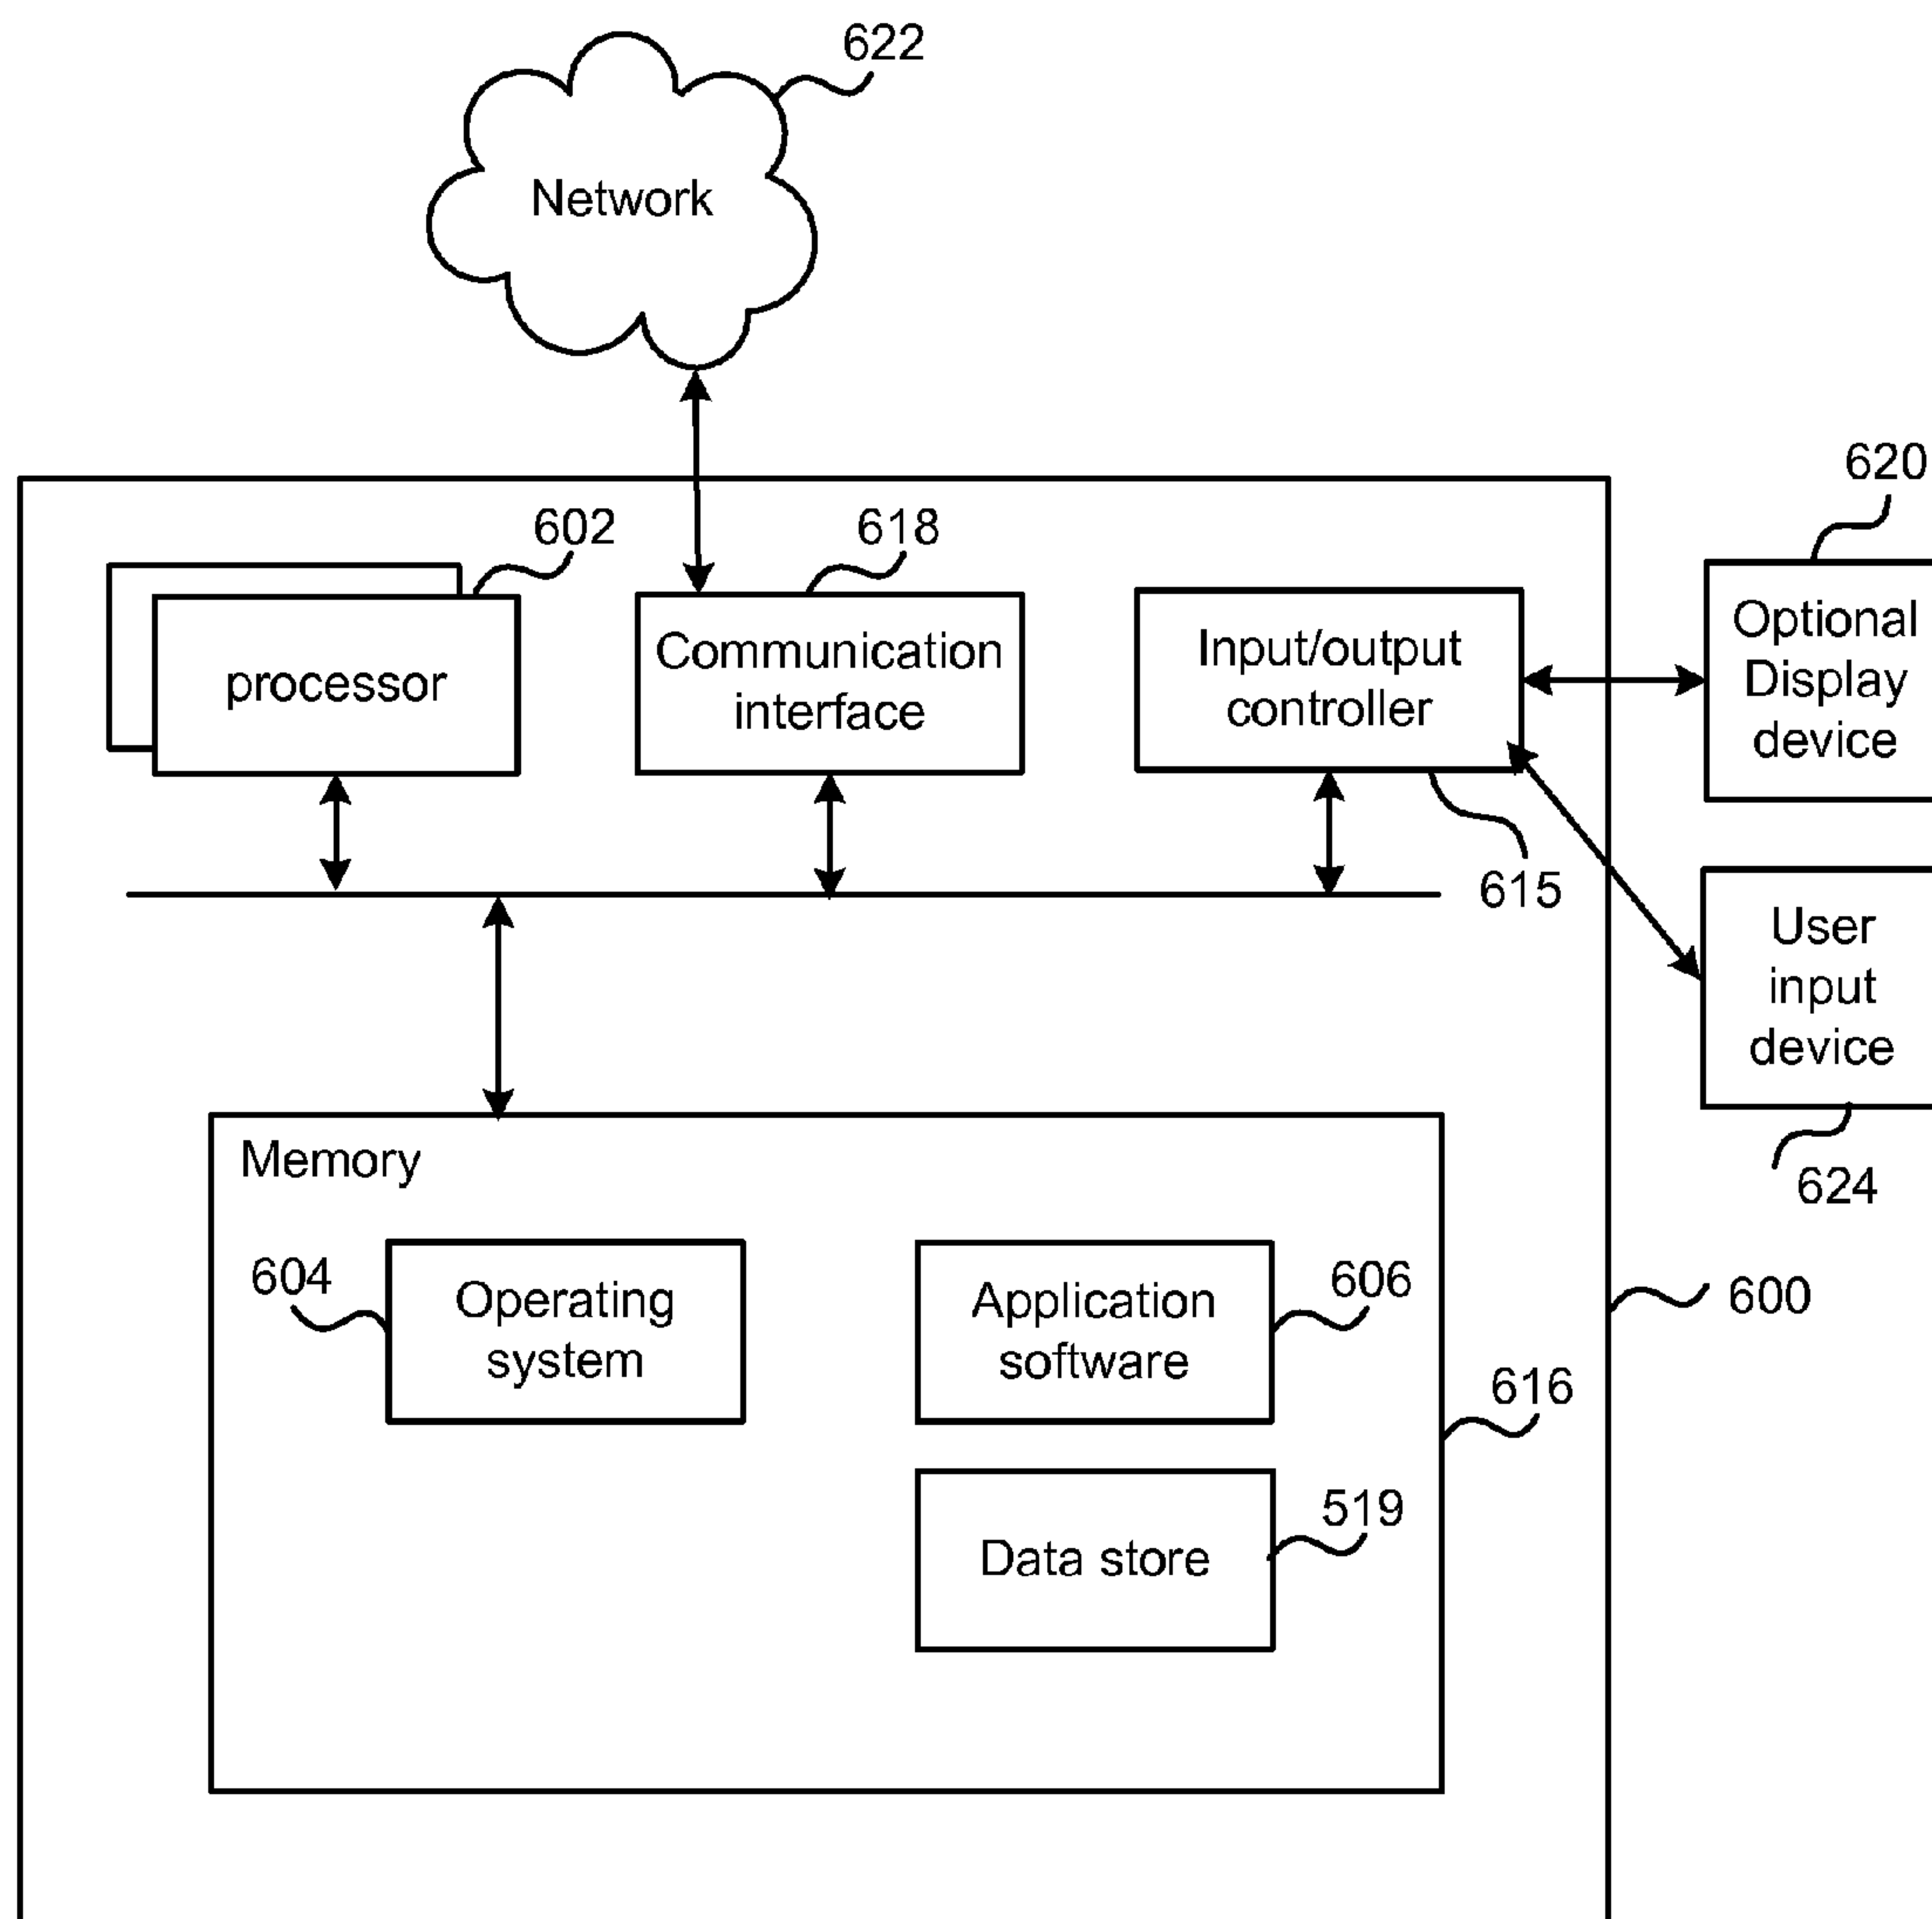 622
Network
620
602
618
processor
Communication
interface
Input/output
controller
Optional
Display
device
615
User
input
device
624
Memory
604
Operating
system
Application
software
606
600
616
Data store
519